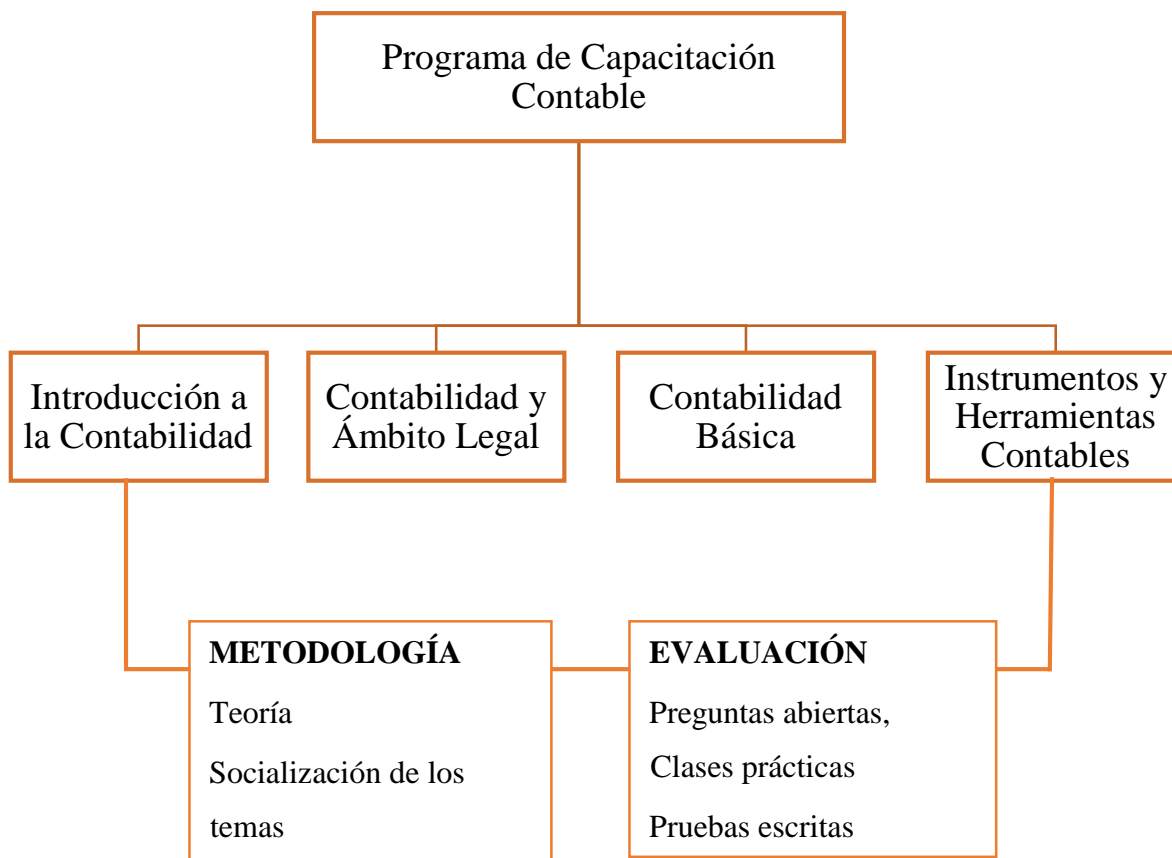 Programa de Capacitación
Contable
Introducción a
la Contabilidad
Contabilidad y
Ámbito Legal
Contabilidad
Básica
Instrumentos y
Herramientas
Contables
METODOLOGÍA
Teoría
Socialización de los
temas
EVALUACIÓN
Preguntas abiertas,
Clases prácticas
Pruebas escritas